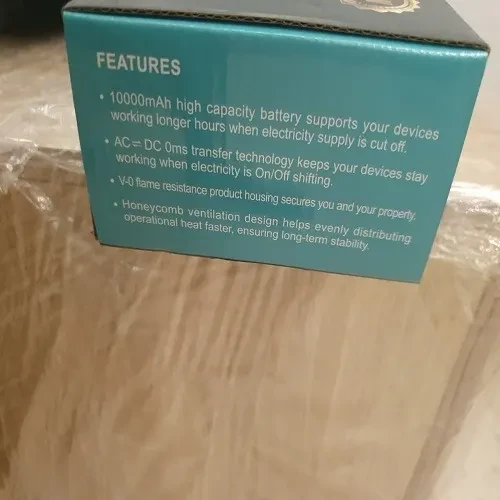 FEATURES
• 10000mAh high capacity battery supports your devices
working longer hours when electricity supply is cut off.
• AC⇌DC 0ms transfer technology keeps your devices stay
working when electricity is On/Off shifting.
• V-0 flame resistance product housing secures you and your property.
• Honeycomb ventilation design helps evenly distributing
operational heat faster, ensuring long-term stability.